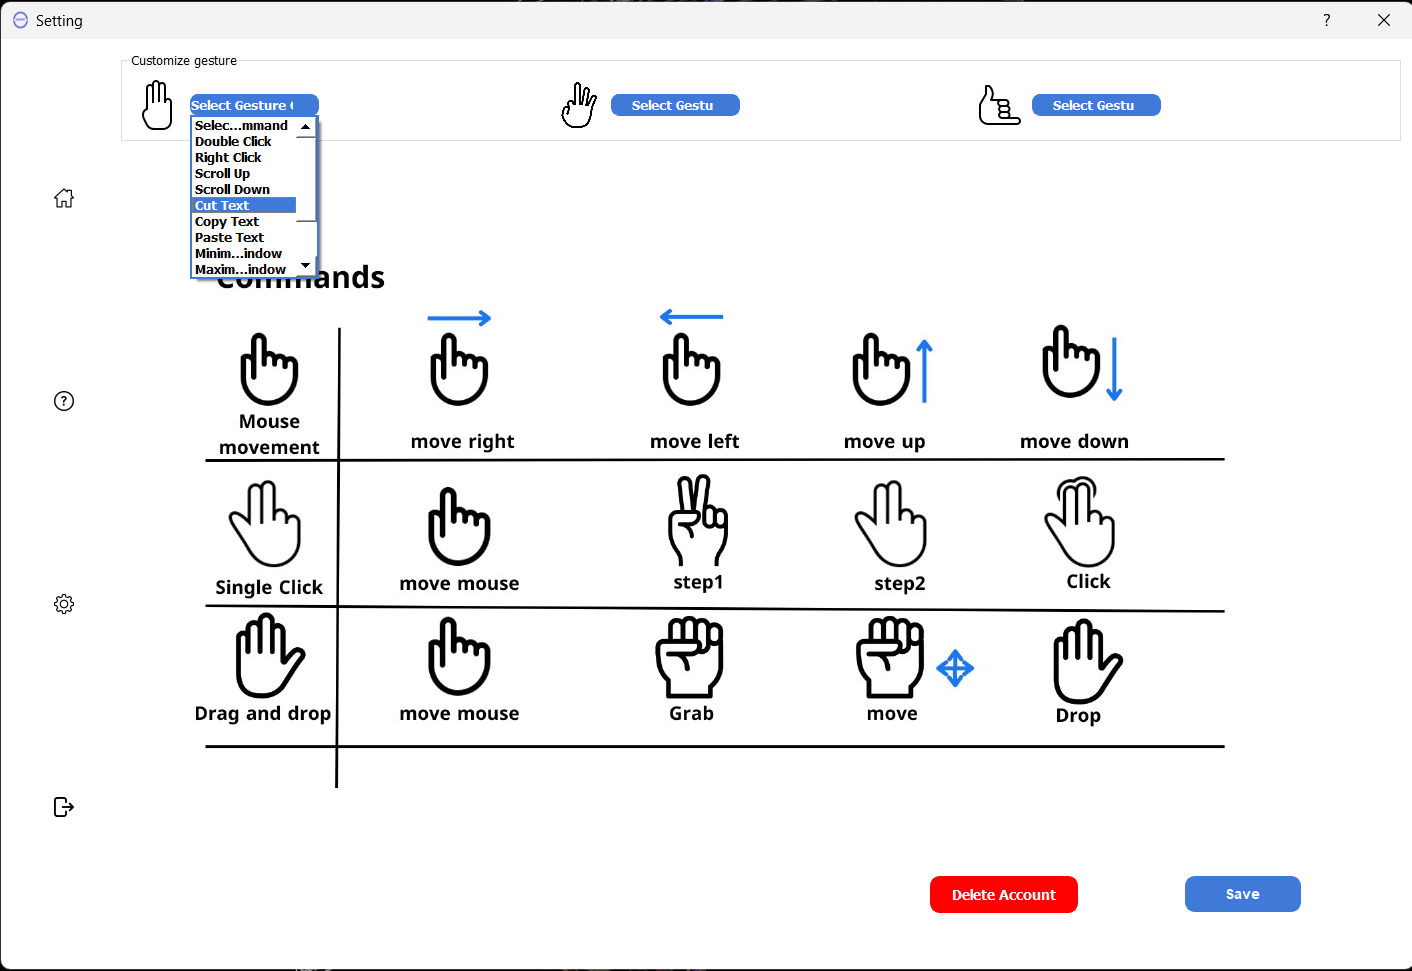 Setting
?
Customize gesture
Select Gesture
Select Gestu
Select Gestu
Selec...mmand
Double Click
Right Click
Scroll Up
Scroll Down
Cut Text
Copy Text
Paste Text
Minim...indow
Maxim...indow
Commands
Mouse
movement
move right
move left
move up
move down
?
Single Click
move mouse
step1
step2
Click
Drag and drop
move mouse
Grab
move
Drop
Delete Account
Save